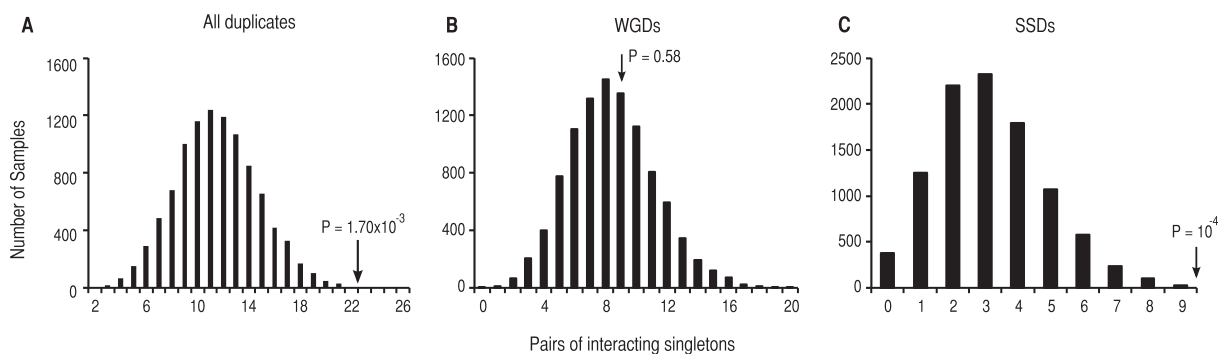 A All duplicates
B WGDs
C SSDs
Number of Samples
1600
1200
800
400
0
P = 1.70x10-3
2 6 10 14 18 22 26
1600
1200
800
400
0
P = 0.58
0 4 8 12 16 20
2500
2000
1500
1000
500
0
P = 10-4
0 1 2 3 4 5 6 7 8 9
Pairs of interacting singletons